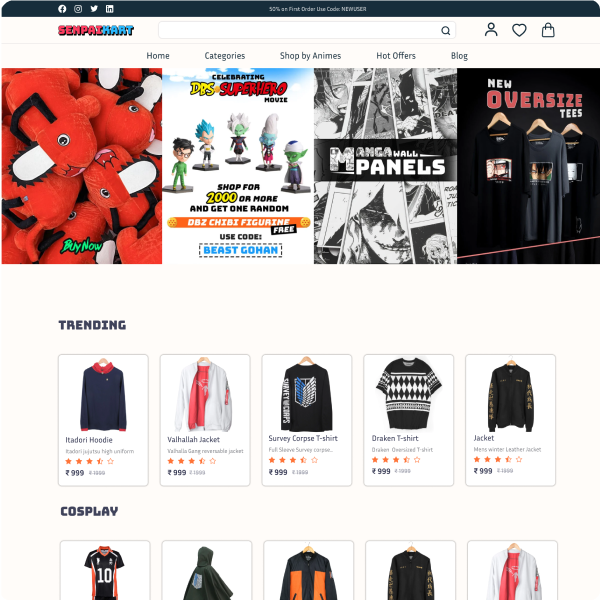 50% on First Order Use Code: NEWUSER
SENPAIKART
Home Categories Shop by Animes Hot Offers Blog
Buy Now
CELEBRATING
DBS SUPERHERO
MOVIE
SHOP FOR
2000 OR MORE
AND GET ONE RANDOM
DBZ CHIBI FIGURINE
FREE
USE CODE:
BEAST GOHAN
MANGA WALL
PANELS
NEW
OVERSIZE
TEES
TRENDING
SURVEY CORPS
Itadori Hoodie
Itadori jujutsu high uniform
₹ 999 ₹ 1999
Valhallah Jacket
Valhalla Gang reversable jacket
₹ 999 ₹ 1999
Survey Corpse T-shirt
Full Sleeve Survey corpse...
₹ 999 ₹ 1999
Draken T-shirt
Draken Oversized T-shirt
₹ 999 ₹ 1999
Jacket
Mens winter Leather Jacket
₹ 999 ₹ 1999
COSPLAY
10